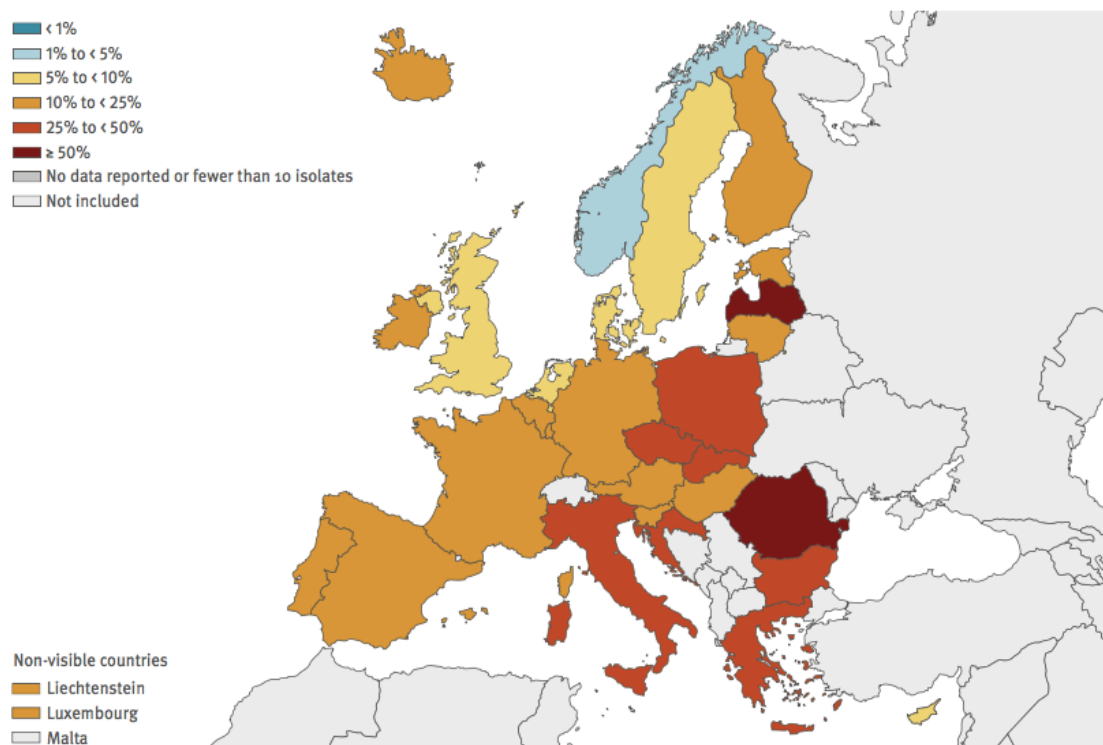 < 1%
1% to < 5%
5% to < 10%
10% to < 25%
25% to < 50%
≥ 50%
No data reported or fewer than 10 isolates
Not included
Non-visible countries
Liechtenstein
Luxembourg
Malta